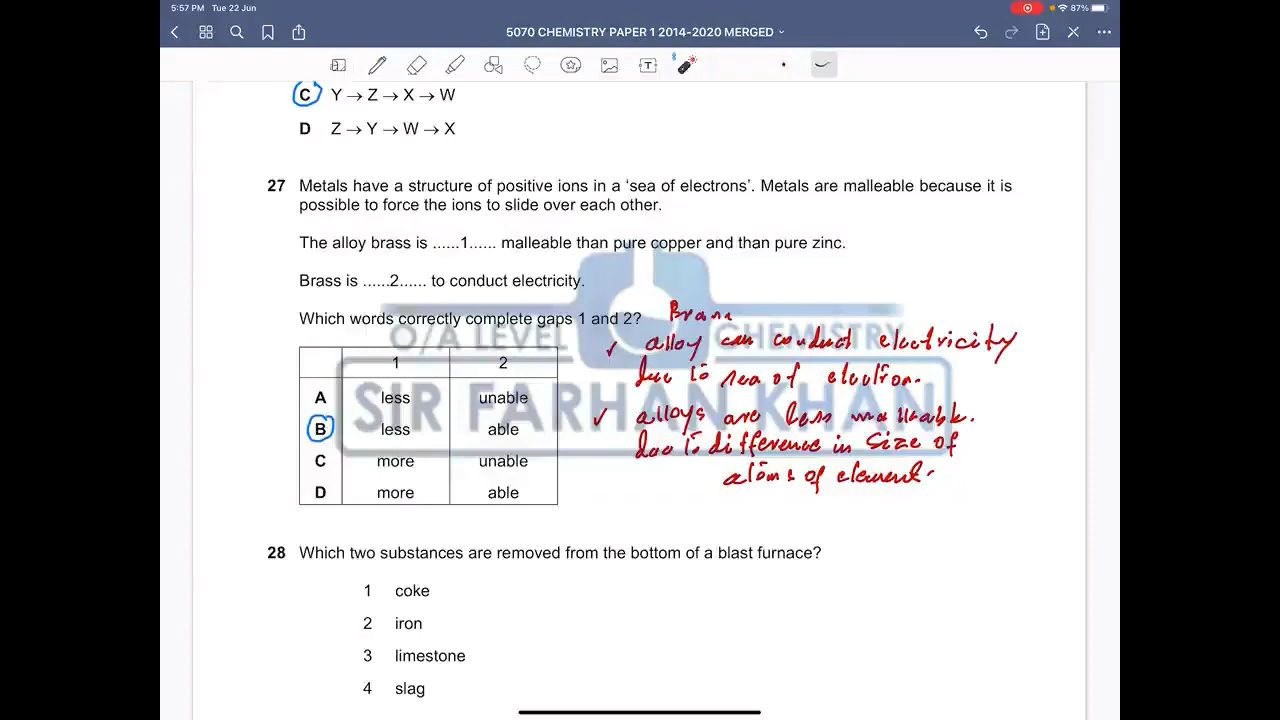 5:57 PM Tue 22 Jun
87%
5070 CHEMISTRY PAPER 1 2014-2020 MERGED
C Y → Z → X → W
D Z → Y → W → X
27 Metals have a structure of positive ions in a ‘sea of electrons’. Metals are malleable because it is
possible to force the ions to slide over each other.
The alloy brass is ......1...... malleable than pure copper and than pure zinc.
Brass is ......2...... to conduct electricity.
Which words correctly complete gaps 1 and 2?
Brass
O/A LEVEL CHEMISTRY
✓ alloy can conduct electricity
due to sea of electron.
SIR FARHAN KHAN
✓ alloys are less malleable.
due to difference in size of
atoms of element.
1 2
A less unable
B less able
C more unable
D more able
28 Which two substances are removed from the bottom of a blast furnace?
1 coke
2 iron
3 limestone
4 slag